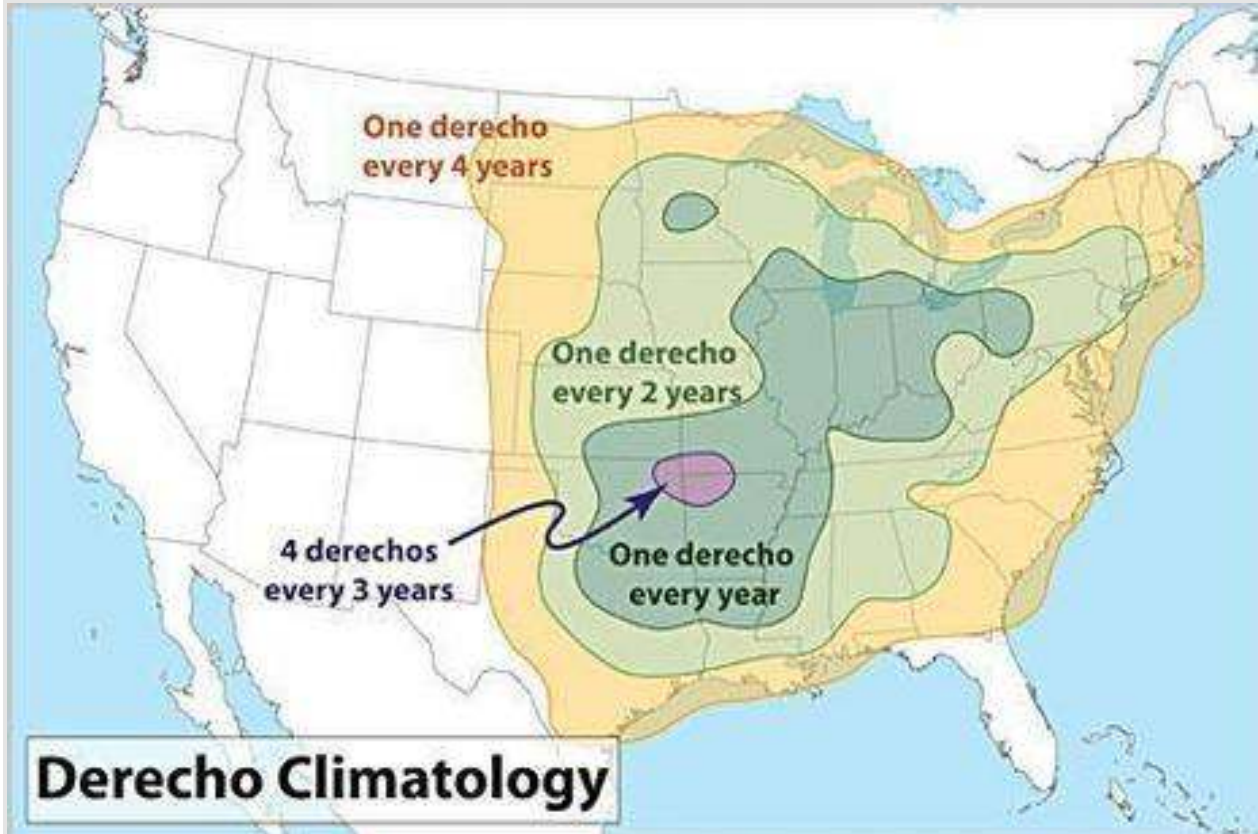 One derecho
every 4 years
One derecho
every 2 years
4 derechos
every 3 years
One derecho
every year
Derecho Climatology